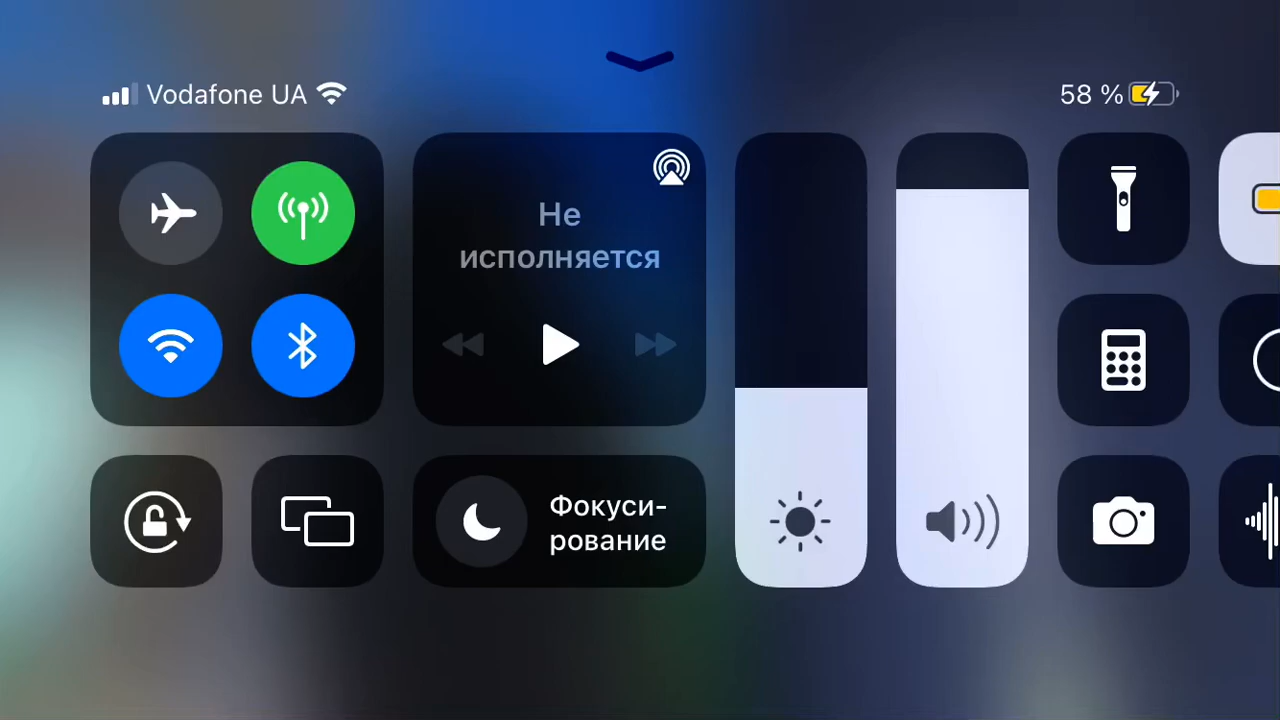 Vodafone UA
58 %
Не
исполняется
Фокуси-
рование